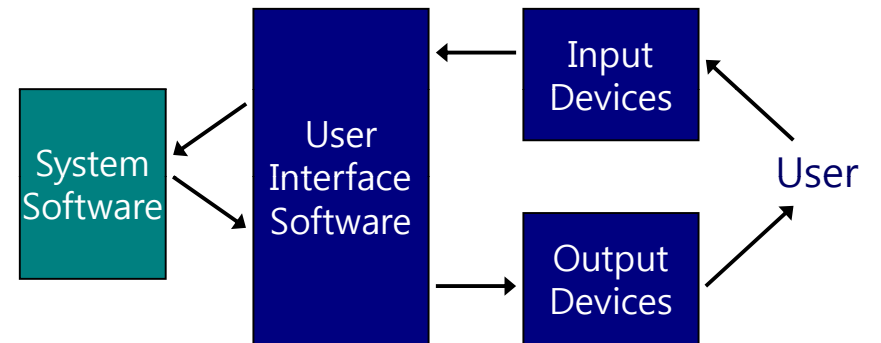 System
Software
User
Interface
Software
Input
Devices
User
Output
Devices